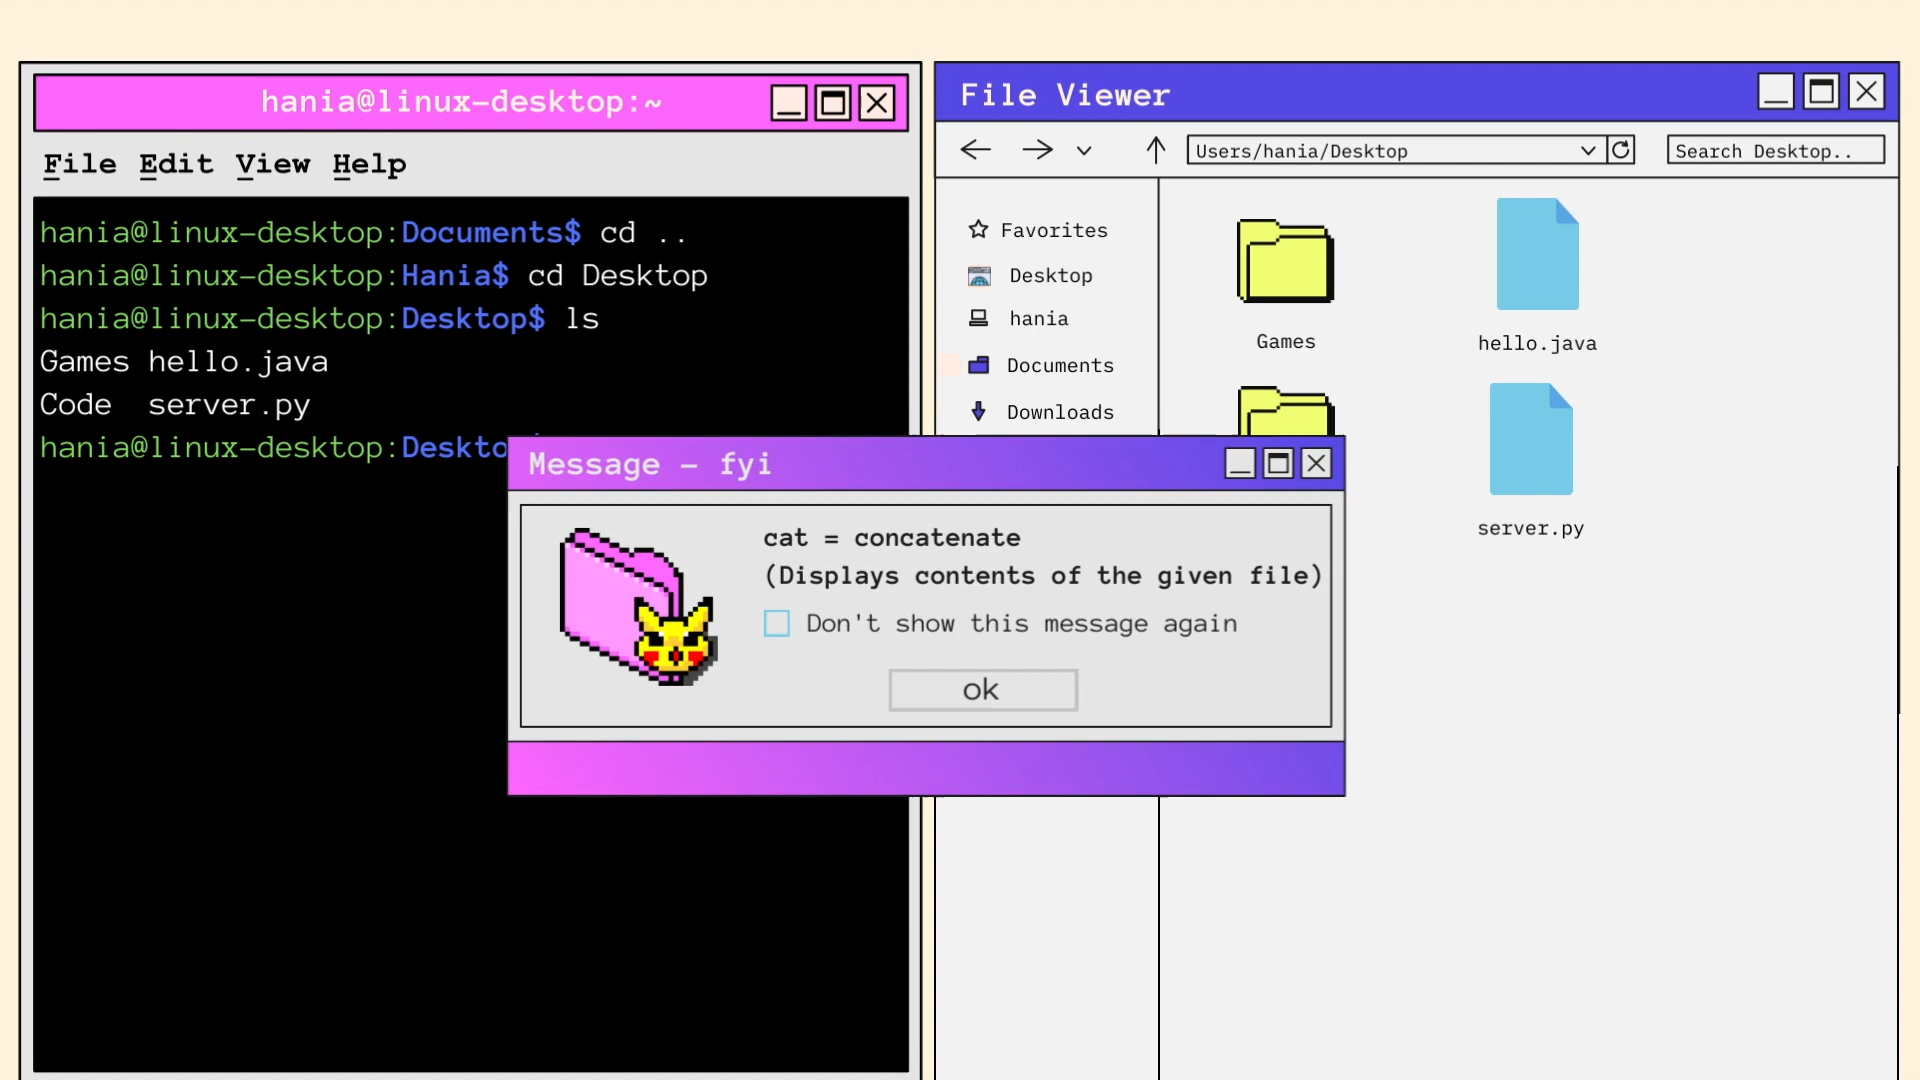 hania@linux-desktop:~
File Edit View Help
hania@linux-desktop:Documents$ cd ..
hania@linux-desktop:Hania$ cd Desktop
hania@linux-desktop:Desktop$ ls
Games hello.java
Code server.py
hania@linux-desktop:Deskto
File Viewer
Users/hania/Desktop
Search Desktop..
Favorites
Desktop
hania
Documents
Downloads
Games
hello.java
server.py
Message - fyi
cat = concatenate
(Displays contents of the given file)
Don't show this message again
ok